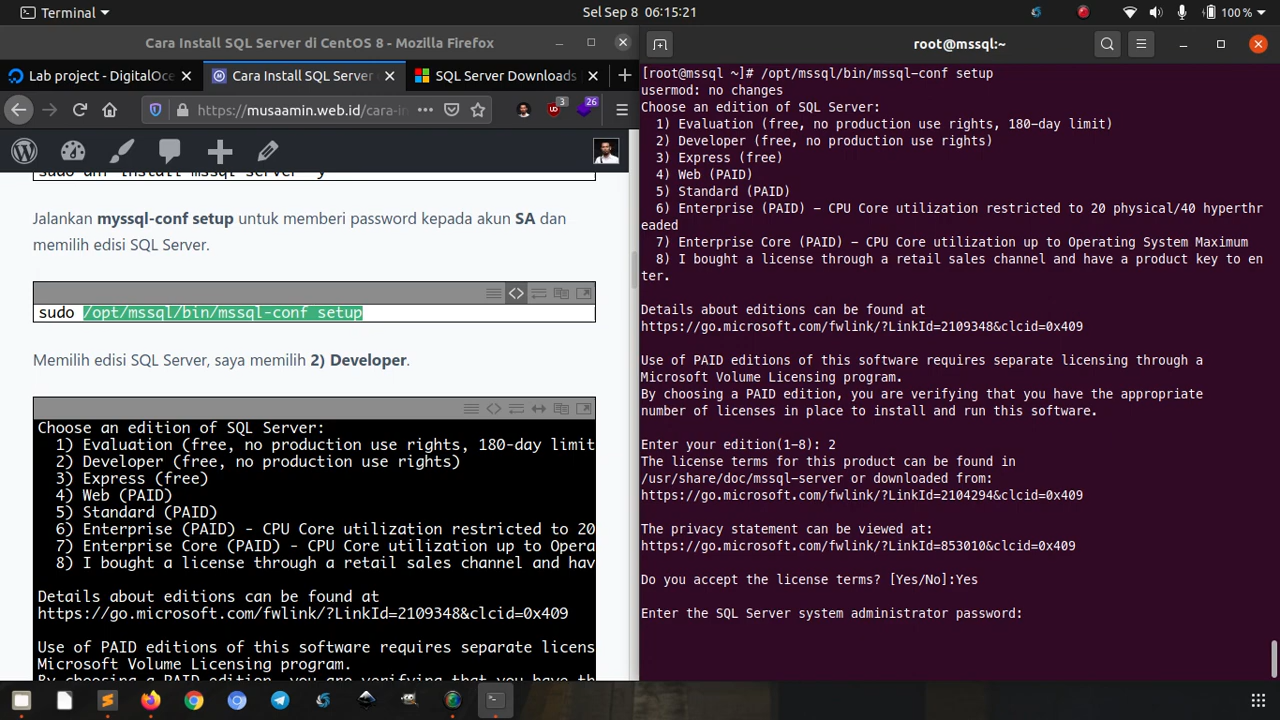 Terminal
Sel Sep 8 06:15:21
100 %
Cara Install SQL Server di CentOS 8 - Mozilla Firefox
Lab project - DigitalOce
Cara Install SQL Server
SQL Server Downloads
https://musaamin.web.id/cara-i
3
26
sudo dnf install mssql-server -y
Jalankan myssql-conf setup untuk memberi password kepada akun SA dan
memilih edisi SQL Server.
sudo /opt/mssql/bin/mssql-conf setup
Memilih edisi SQL Server, saya memilih 2) Developer.
Choose an edition of SQL Server:
1) Evaluation (free, no production use rights, 180-day limit
2) Developer (free, no production use rights)
3) Express (free)
4) Web (PAID)
5) Standard (PAID)
6) Enterprise (PAID) - CPU Core utilization restricted to 20
7) Enterprise Core (PAID) - CPU Core utilization up to Opera
8) I bought a license through a retail sales channel and hav
Details about editions can be found at
https://go.microsoft.com/fwlink/?LinkId=2109348&clcid=0x409
Use of PAID editions of this software requires separate licens
Microsoft Volume Licensing program.
By choosing a PAID edition, you are verifying that you have th
root@mssql:~
[root@mssql ~]# /opt/mssql/bin/mssql-conf setup
usermod: no changes
Choose an edition of SQL Server:
1) Evaluation (free, no production use rights, 180-day limit)
2) Developer (free, no production use rights)
3) Express (free)
4) Web (PAID)
5) Standard (PAID)
6) Enterprise (PAID) - CPU Core utilization restricted to 20 physical/40 hyperthr
eaded
7) Enterprise Core (PAID) - CPU Core utilization up to Operating System Maximum
8) I bought a license through a retail sales channel and have a product key to en
ter.
Details about editions can be found at
https://go.microsoft.com/fwlink/?LinkId=2109348&clcid=0x409
Use of PAID editions of this software requires separate licensing through a
Microsoft Volume Licensing program.
By choosing a PAID edition, you are verifying that you have the appropriate
number of licenses in place to install and run this software.
Enter your edition(1-8): 2
The license terms for this product can be found in
/usr/share/doc/mssql-server or downloaded from:
https://go.microsoft.com/fwlink/?LinkId=2104294&clcid=0x409
The privacy statement can be viewed at:
https://go.microsoft.com/fwlink/?LinkId=853010&clcid=0x409
Do you accept the license terms? [Yes/No]:Yes
Enter the SQL Server system administrator password: